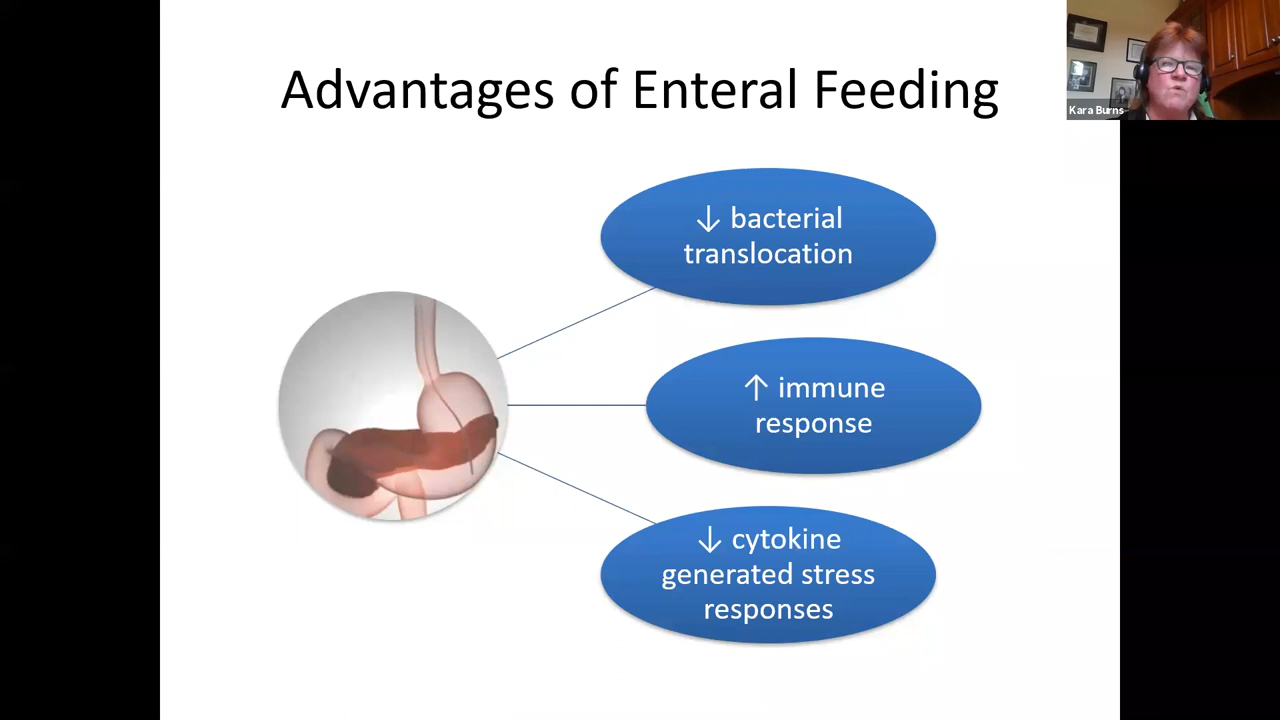 Advantages of Enteral Feeding
Kara Burns
↓ bacterial
translocation
↑ immune
response
↓ cytokine
generated stress
responses